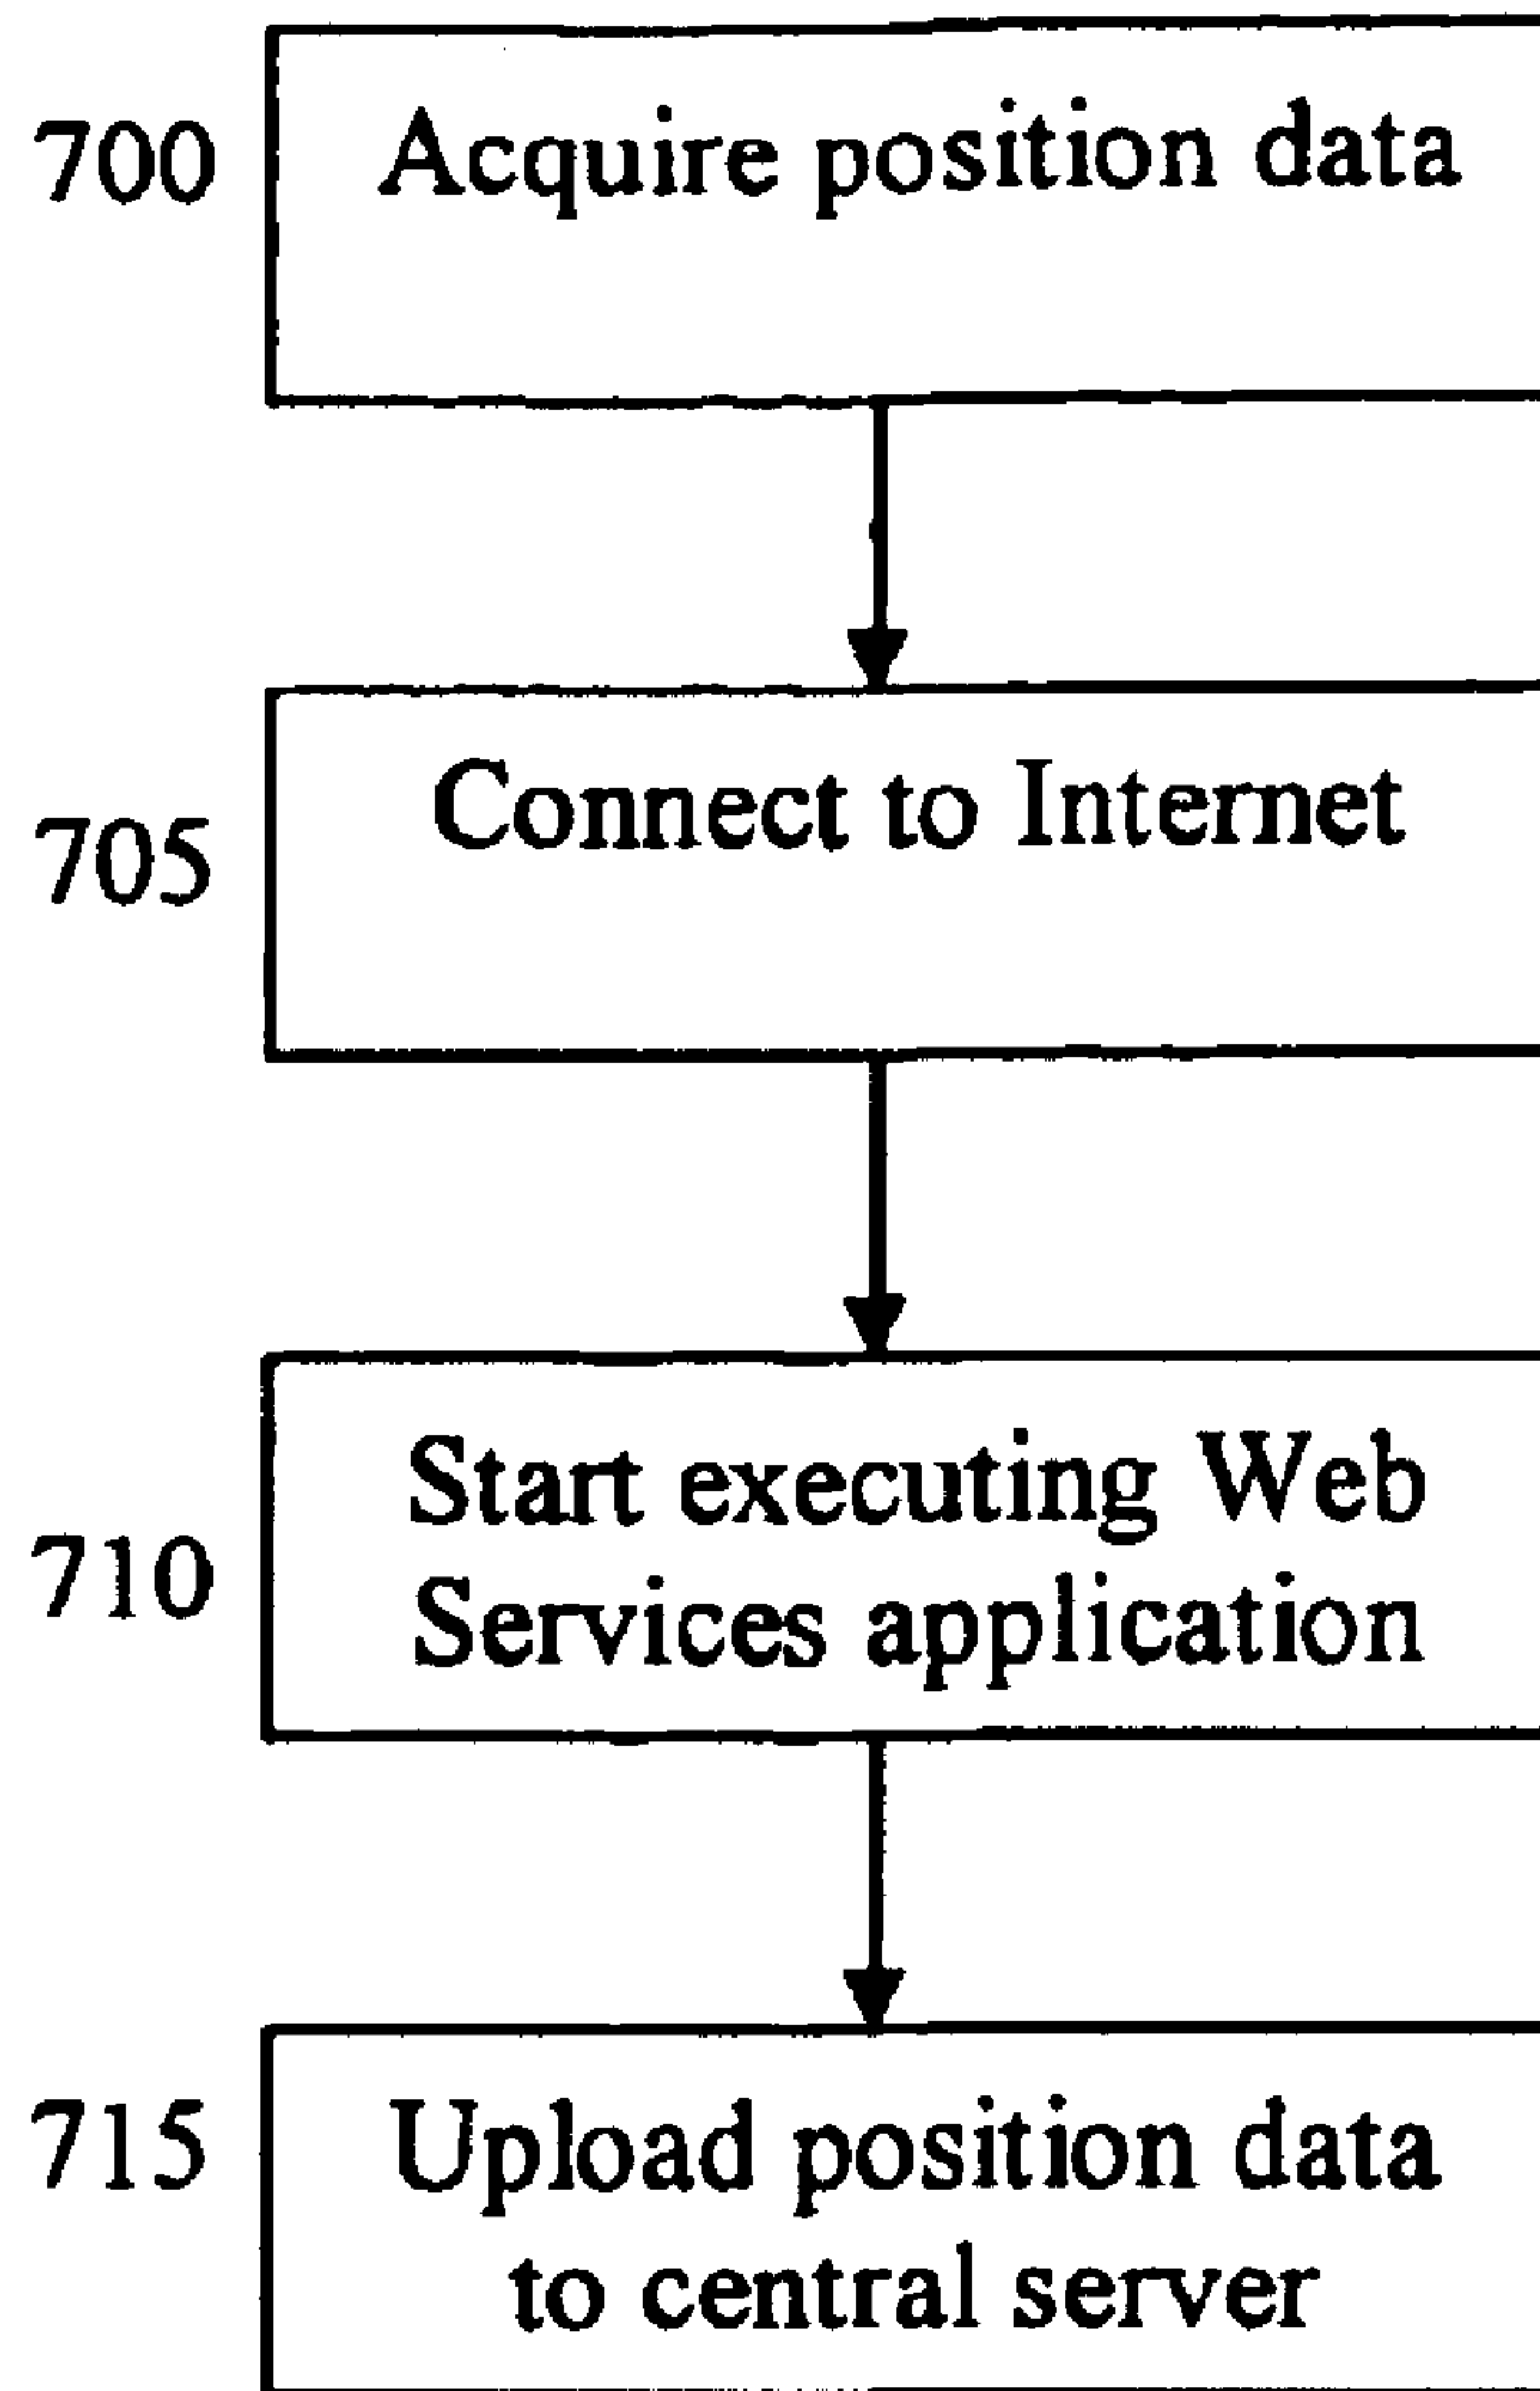 700 Acquire position data
705 Connect to Internet
710 Start executing Web
Services application
715 Upload position data
to central server